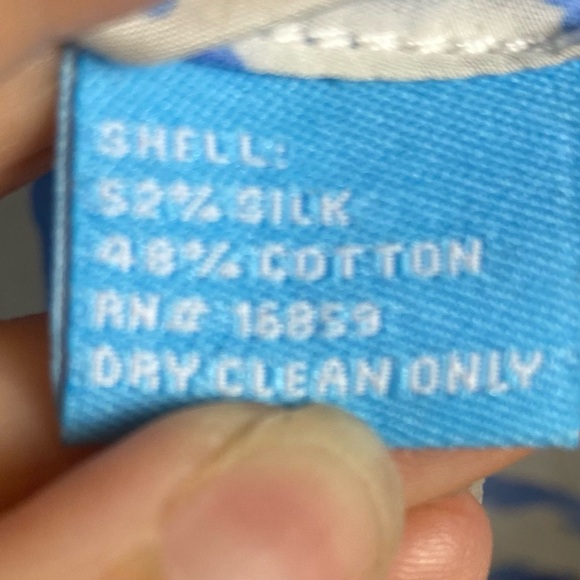 SHELL:
52% SILK
48% COTTON
RN# 16859
DRY CLEAN ONLY